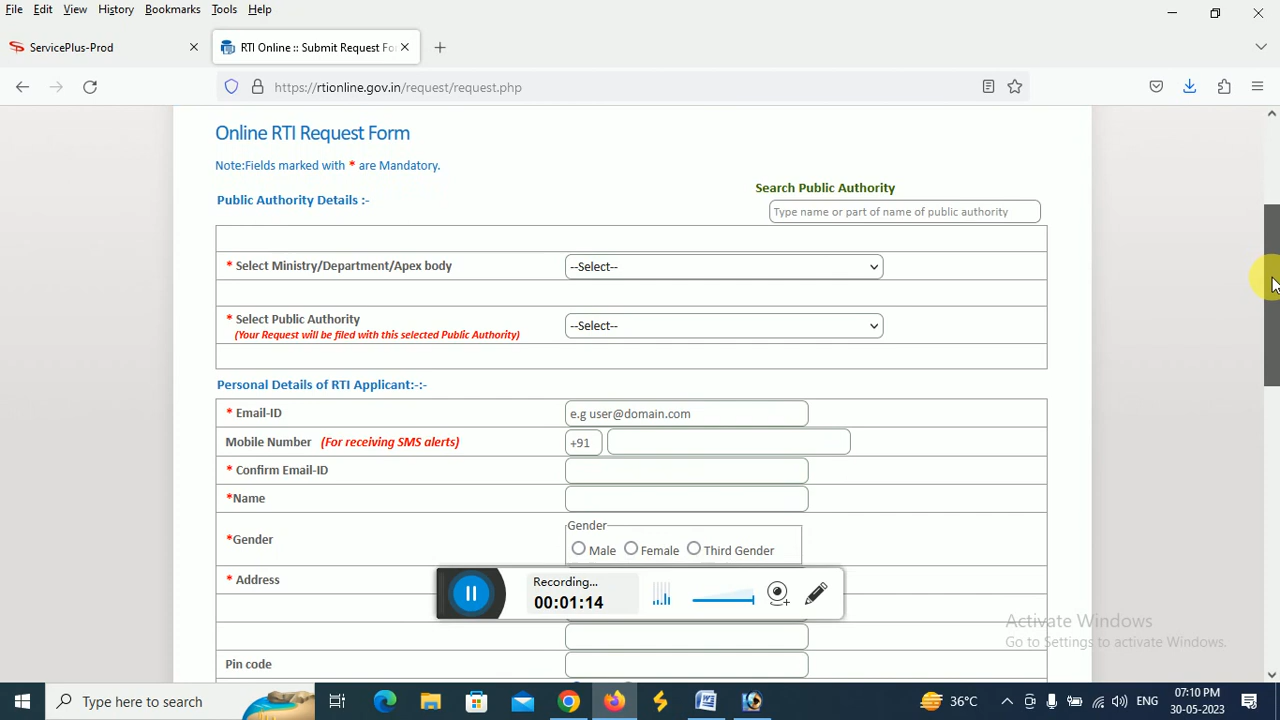 File Edit View History Bookmarks Tools Help
ServicePlus-Prod
RTI Online :: Submit Request Fo
https://rtionline.gov.in/request/request.php
Online RTI Request Form
Note:Fields marked with * are Mandatory.
Search Public Authority
Public Authority Details :-
Type name or part of name of public authority
* Select Ministry/Department/Apex body --Select--
* Select Public Authority --Select--
(Your Request will be filed with this selected Public Authority)
Personal Details of RTI Applicant:-:-
* Email-ID e.g user@domain.com
Mobile Number (For receiving SMS alerts) +91
* Confirm Email-ID
*Name
Gender
*Gender
Male Female Third Gender
* Address
Recording...
00:01:14
Activate Windows
Go to Settings to activate Windows.
Pin code
Type here to search
36°C
ENG
07:10 PM
30-05-2023